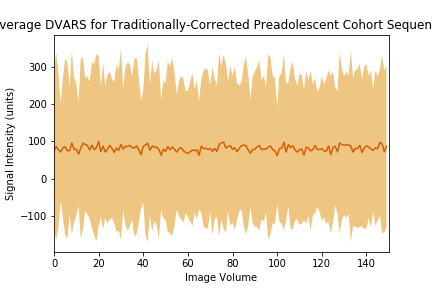 verage DVARS for Traditionally-Corrected Preadolescent Cohort Sequen
Signal Intensity (units)
300
200
100
0
−100
0 20 40 60 80 100 120 140
Image Volume